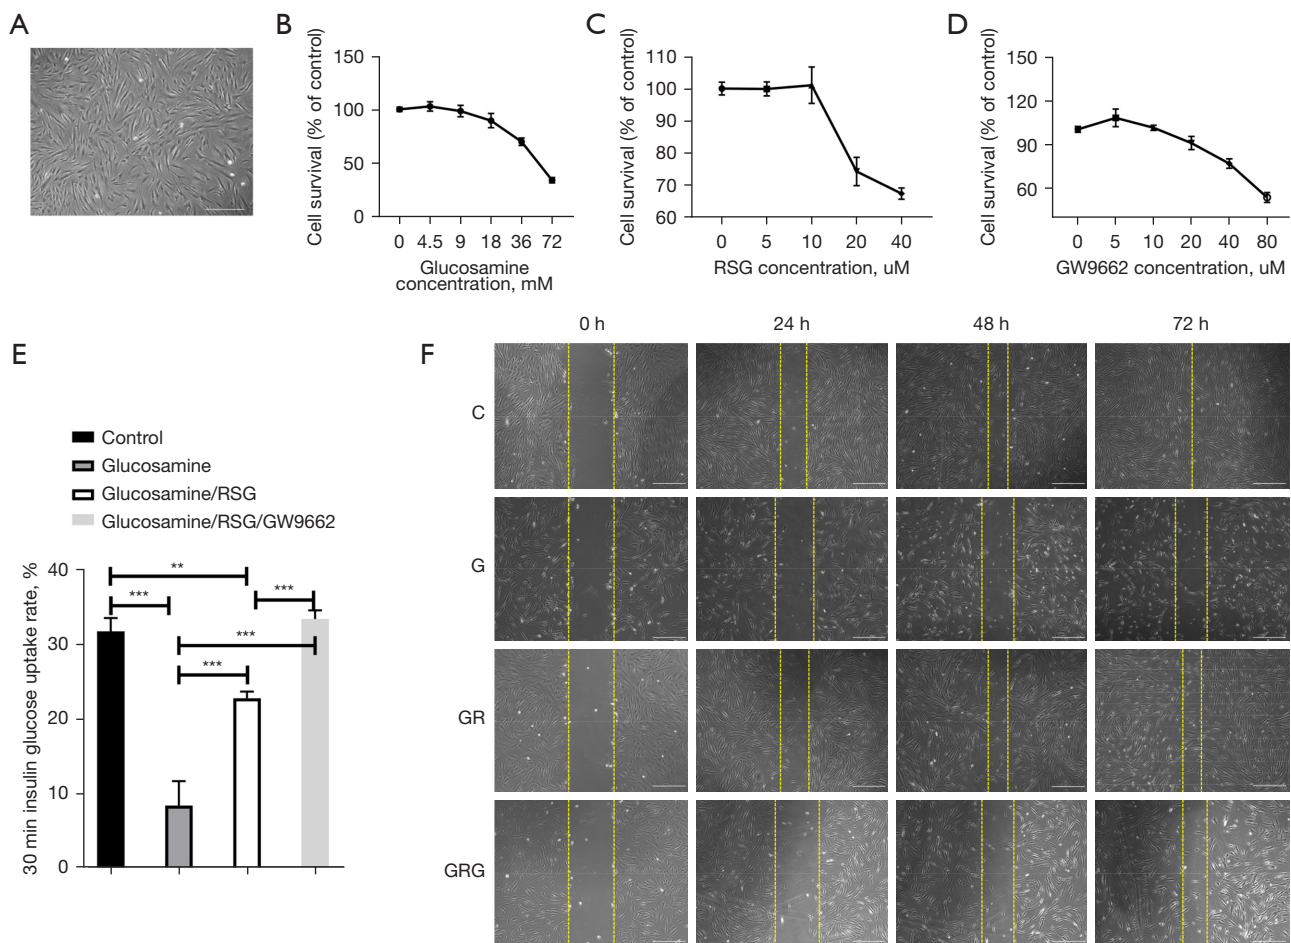 A
B
Cell survival (% of control)
150
100
50
0
0 4.5 9 18 36 72
Glucosamine
concentration, mM
C
Cell survival (% of control)
110
100
90
80
70
60
0 5 10 20 40
RSG concentration, uM
D
Cell survival (% of control)
150
120
90
60
0 5 10 20 40 80
GW9662 concentration, uM
E
Control
Glucosamine
Glucosamine/RSG
Glucosamine/RSG/GW9662
30 min insulin glucose uptake rate, %
40
30
20
10
0
**
*** ***
***
***
F
0 h 24 h 48 h 72 h
C
G
GR
GRG